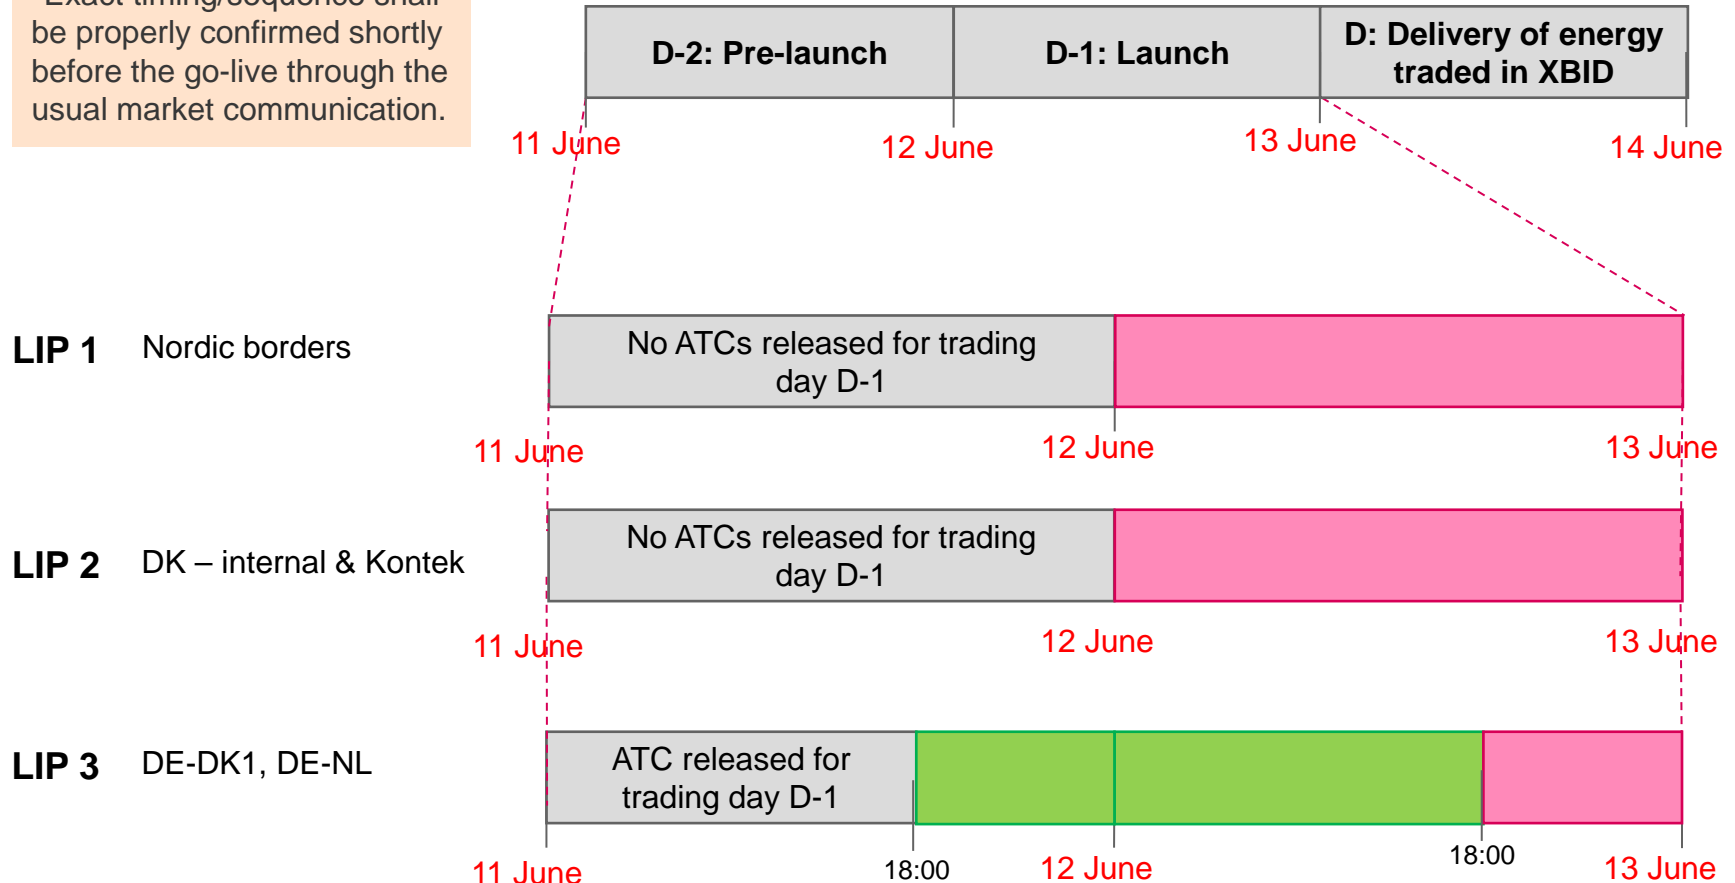 be properly confirmed shortly
before the go-live through the
usual market communication.
D-2: Pre-launch
D-1: Launch
D: Delivery of energy
traded in XBID
11 June
12 June
13 June
14 June
LIP 1
Nordic borders
No ATCs released for trading
day D-1
11 June
12 June
13 June
LIP 2
DK – internal & Kontek
No ATCs released for trading
day D-1
11 June
12 June
13 June
LIP 3
DE-DK1, DE-NL
ATC released for
trading day D-1
11 June
18:00
12 June
18:00
13 June